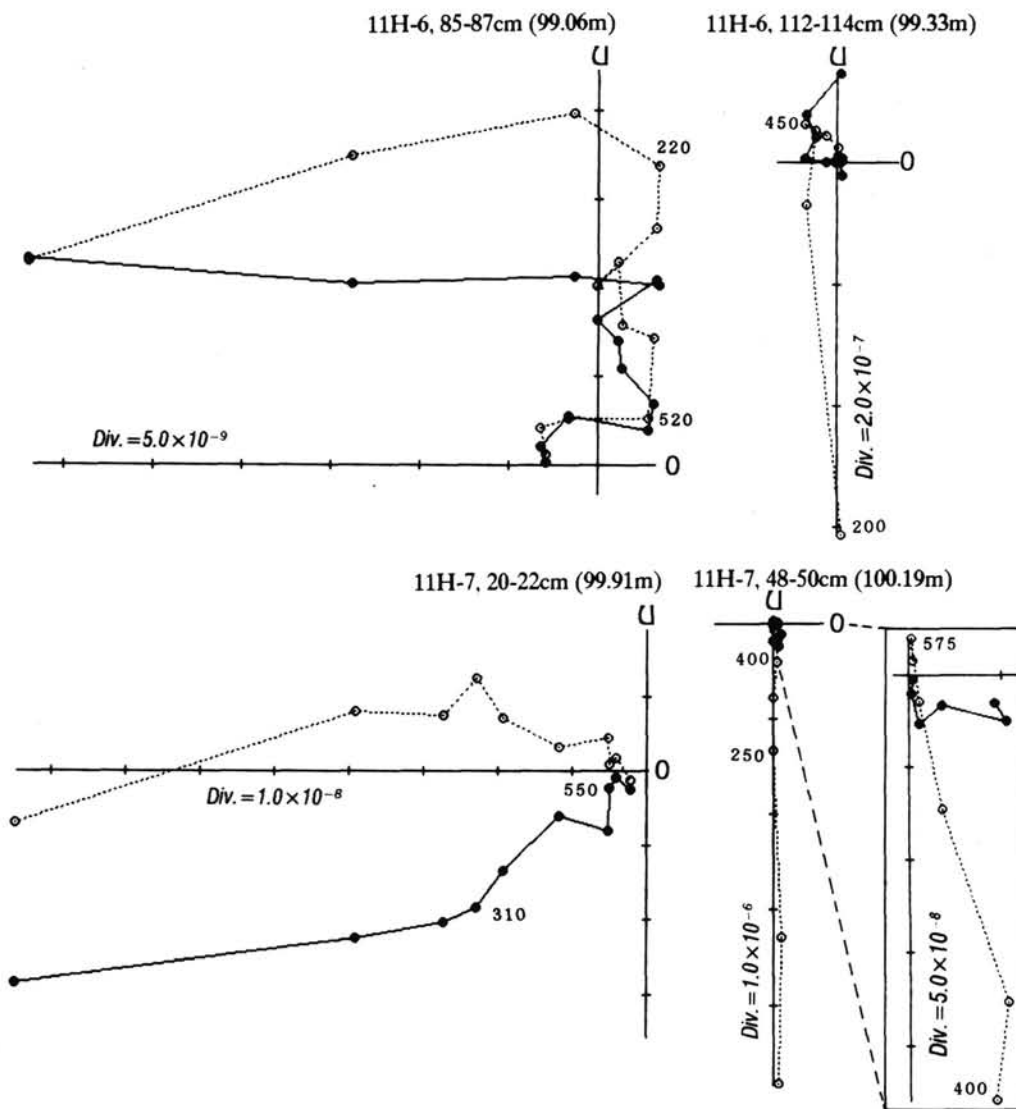 11H-6, 85-87cm (99.06m)
U
220
520
Div. = 5.0×10⁻⁹
0
11H-6, 112-114cm (99.33m)
U
450
0
Div. = 2.0×10⁻⁷
200
11H-7, 20-22cm (99.91m)
U
0
Div. = 1.0×10⁻⁸
550
310
11H-7, 48-50cm (100.19m)
U
0
400
250
Div. = 1.0×10⁻⁶
575
Div. = 5.0×10⁻⁸
400